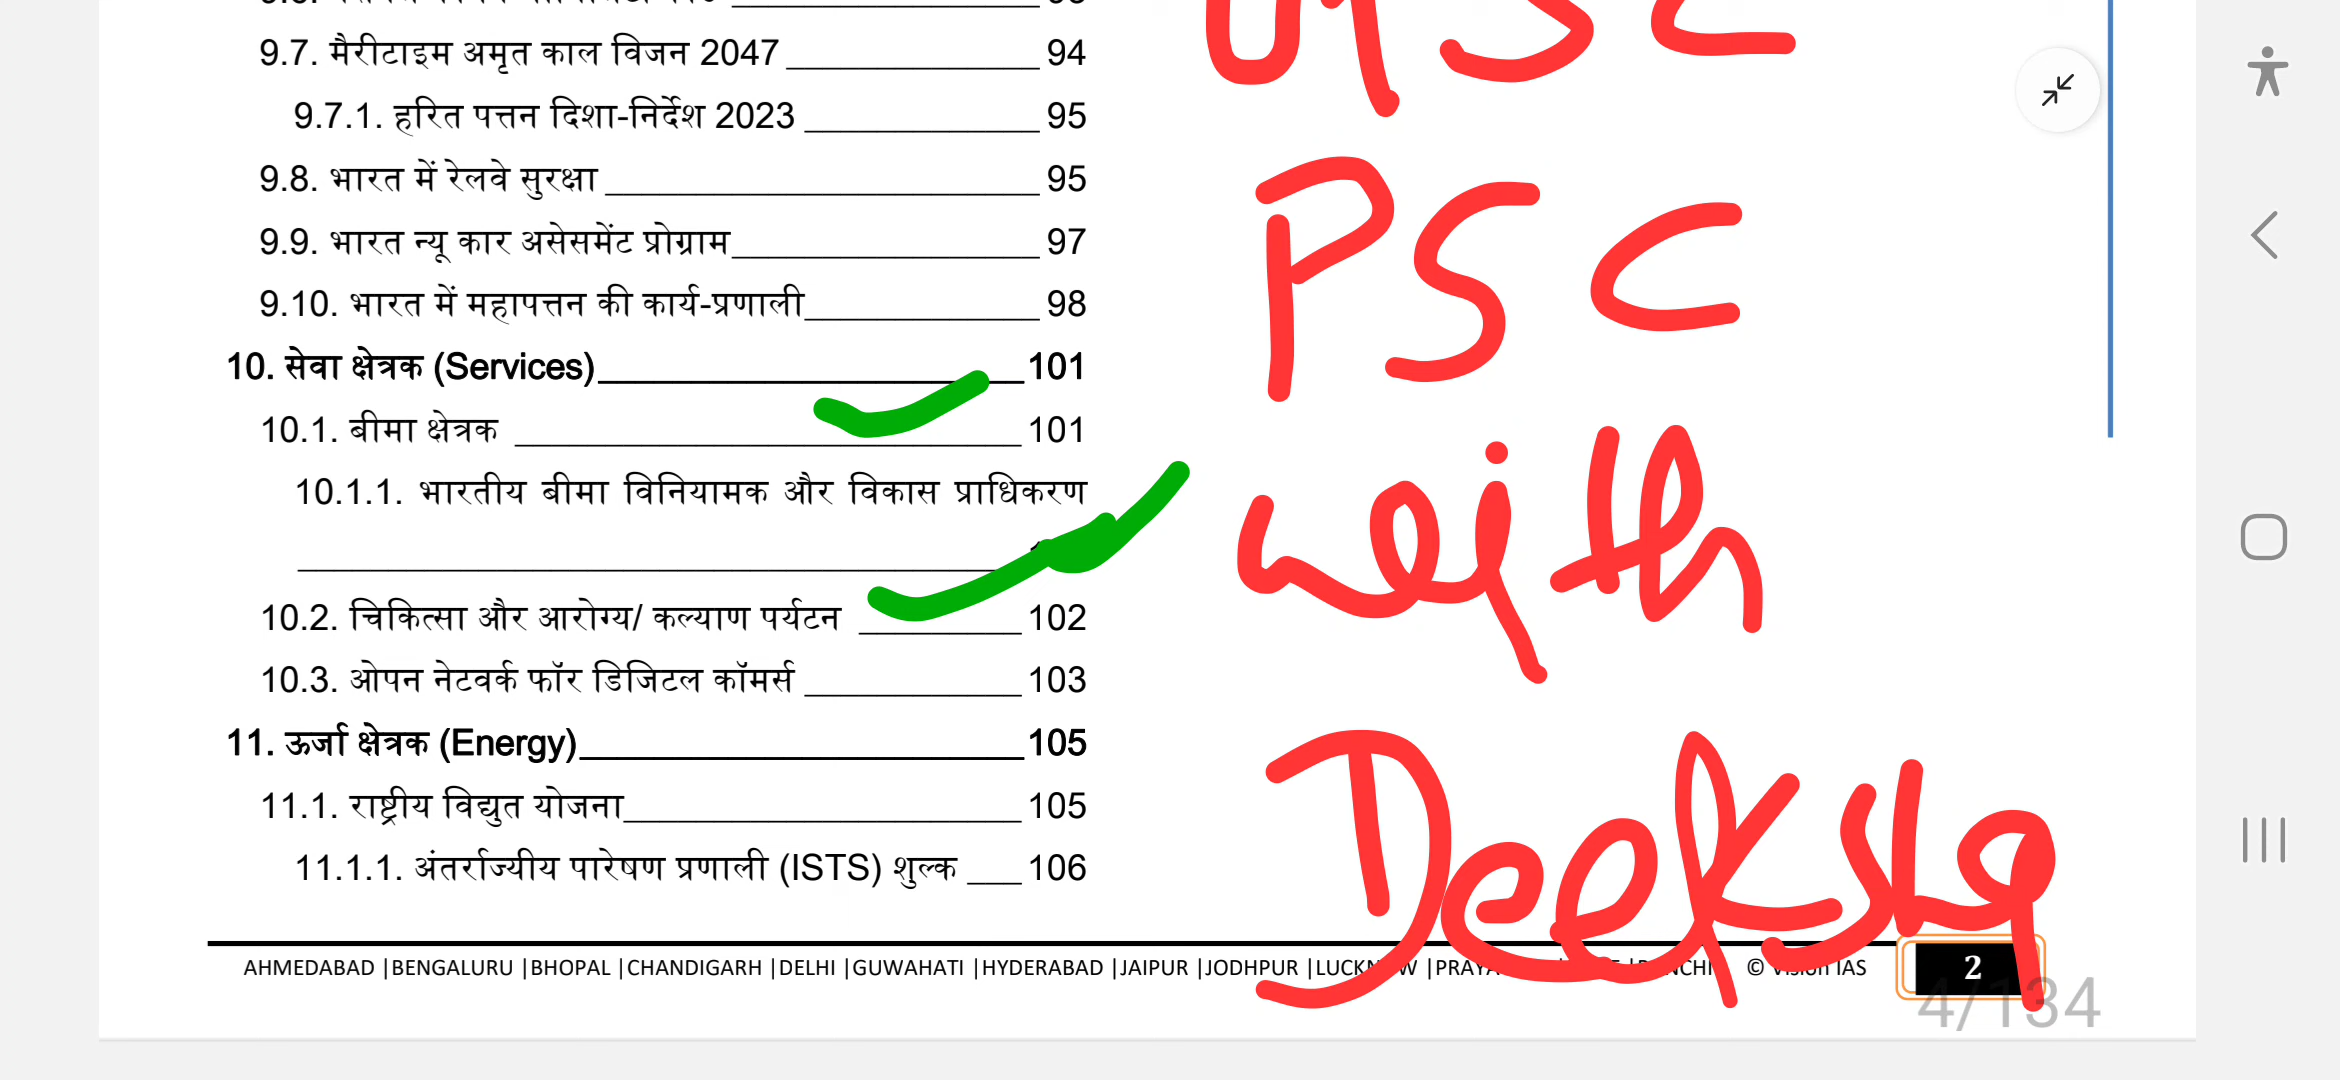 9.7. मैरीटाइम अमृत काल विजन 2047 94
9.7.1. हरित पत्तन दिशा-निर्देश 2023 95
9.8. भारत में रेलवे सुरक्षा 95
9.9. भारत न्यू कार असेसमेंट प्रोग्राम 97
9.10. भारत में महापत्तन की कार्य-प्रणाली 98
10. सेवा क्षेत्रक (Services) 101
10.1. बीमा क्षेत्रक 101
10.1.1. भारतीय बीमा विनियामक और विकास प्राधिकरण
10.2. चिकित्सा और आरोग्य/ कल्याण पर्यटन 102
10.3. ओपन नेटवर्क फॉर डिजिटल कॉमर्स 103
11. ऊर्जा क्षेत्रक (Energy) 105
11.1. राष्ट्रीय विद्युत योजना 105
11.1.1. अंतर्राज्यीय पारेषण प्रणाली (ISTS) शुल्क 106
PSC
with
Deeksha
AHMEDABAD |BENGALURU |BHOPAL |CHANDIGARH |DELHI |GUWAHATI |HYDERABAD |JAIPUR |JODHPUR © Vision IAS
2
4/134